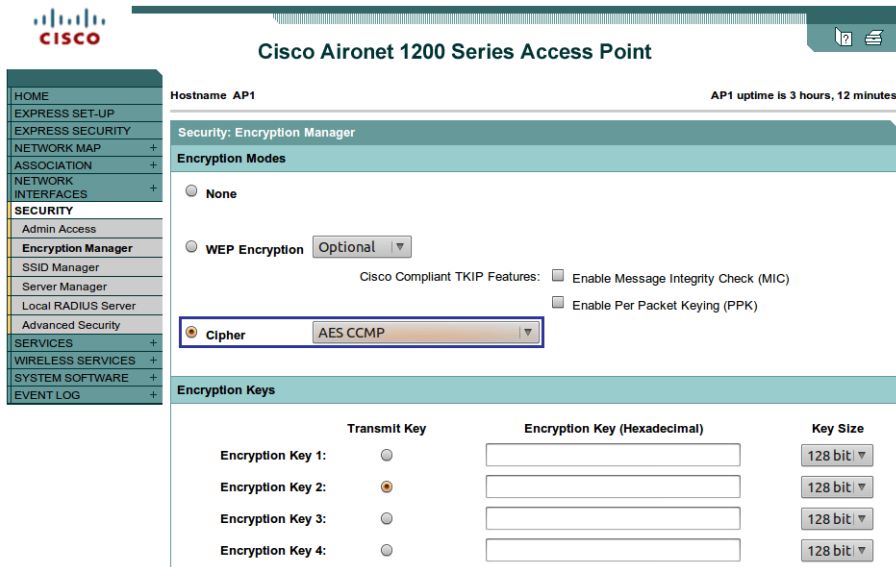 CISCO
Cisco Aironet 1200 Series Access Point
?
HOME
EXPRESS SET-UP
EXPRESS SECURITY
NETWORK MAP +
ASSOCIATION +
NETWORK
INTERFACES +
SECURITY
Admin Access
Encryption Manager
SSID Manager
Server Manager
Local RADIUS Server
Advanced Security
SERVICES +
WIRELESS SERVICES +
SYSTEM SOFTWARE +
EVENT LOG +
Hostname AP1 AP1 uptime is 3 hours, 12 minutes
Security: Encryption Manager
Encryption Modes
None
WEP Encryption Optional
Cisco Compliant TKIP Features: Enable Message Integrity Check (MIC)
Enable Per Packet Keying (PPK)
Cipher AES CCMP
Encryption Keys
Transmit Key Encryption Key (Hexadecimal) Key Size
Encryption Key 1: 128 bit
Encryption Key 2: 128 bit
Encryption Key 3: 128 bit
Encryption Key 4: 128 bit